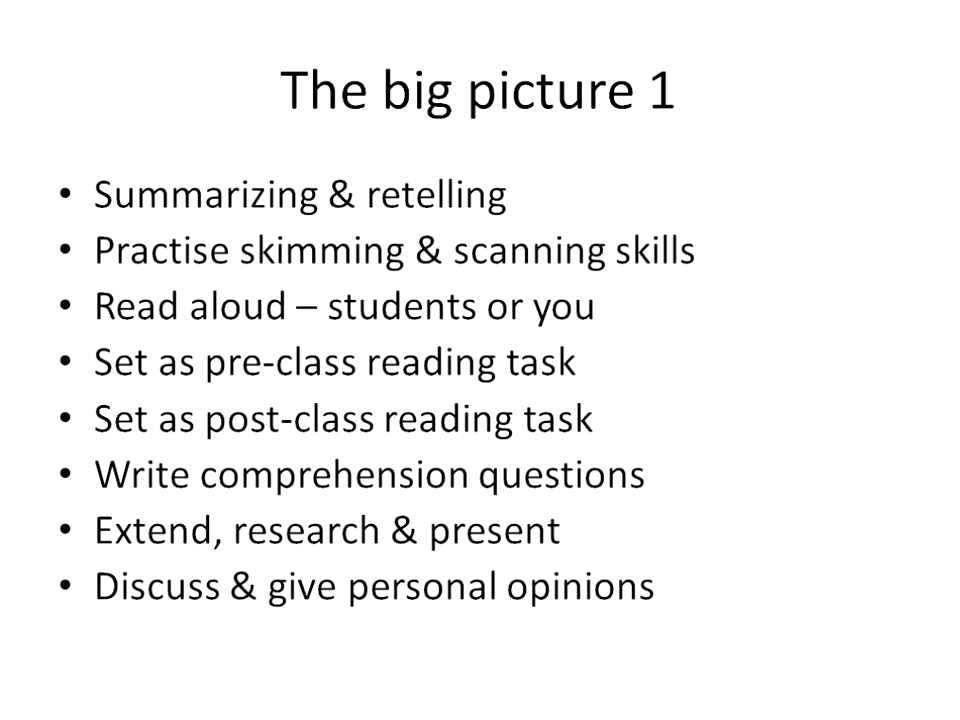 The big picture 1
• Summarizing & retelling
• Practise skimming & scanning skills
• Read aloud – students or you
• Set as pre-class reading task
• Set as post-class reading task
• Write comprehension questions
• Extend, research & present
• Discuss & give personal opinions